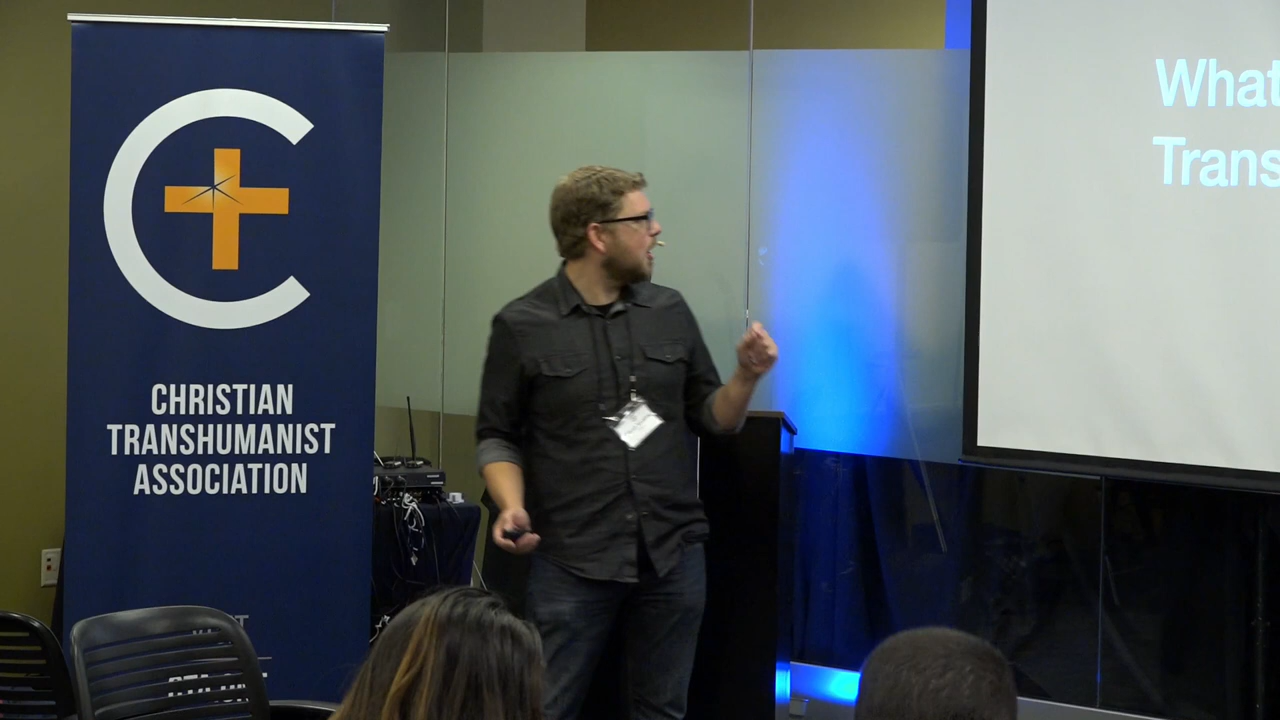 CHRISTIAN
TRANSHUMANIST
ASSOCIATION
What
Trans